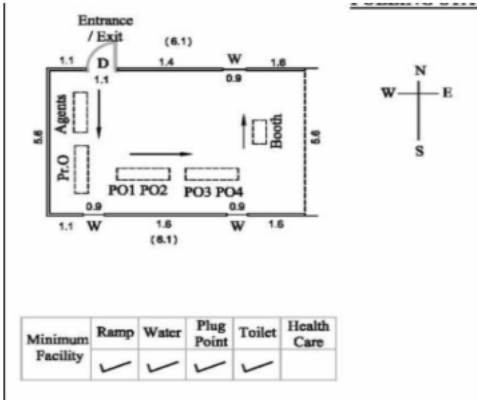 Entrance
/ Exit
(6.1)
1.1 D 1.4 W 1.6
1.1 0.9
N
W E
S
Agents
5.6
Pr.O
Booth
5.6
PO1 PO2 PO3 PO4
0.9 0.9
1.1 W 1.6 W 1.6
(6.1)
Minimum Facility
Ramp
Water
Plug Point
Toilet
Health Care